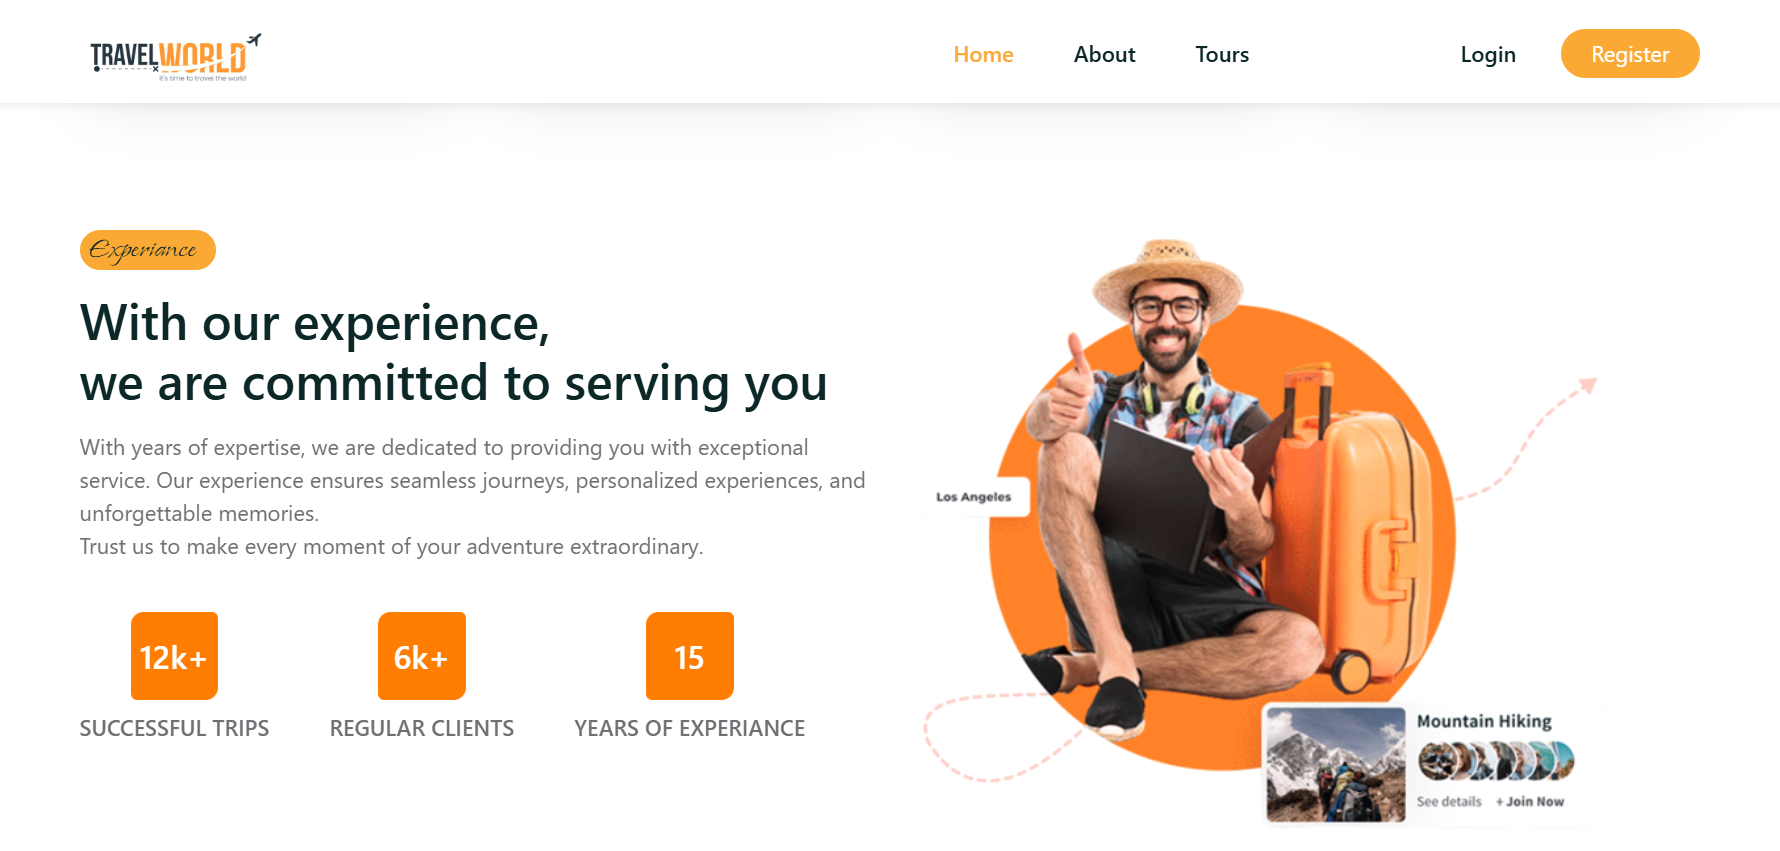 TRAVELWORLD
it's time to travel the world
Home
About
Tours
Login
Register
Experiance
With our experience,
we are committed to serving you
With years of expertise, we are dedicated to providing you with exceptional
service. Our experience ensures seamless journeys, personalized experiences, and
unforgettable memories.
Trust us to make every moment of your adventure extraordinary.
12k+
SUCCESSFUL TRIPS
6k+
REGULAR CLIENTS
15
YEARS OF EXPERIANCE
Los Angeles
Mountain Hiking
See details
+ Join Now